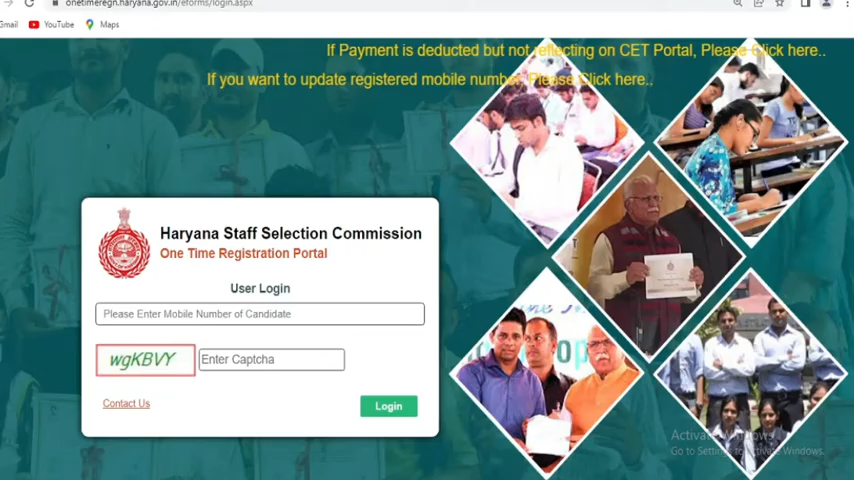 onetimeregn.haryana.gov.in/eforms/login.aspx
Gmail
YouTube
Maps
If Payment is deducted but not reflecting on CET Portal, Please Click here..
If you want to update registered mobile number, Please Click here..
Haryana Staff Selection Commission
One Time Registration Portal
User Login
Please Enter Mobile Number of Candidate
wgKBVY
Enter Captcha
Contact Us
Login
Activate Windows
Go to Settings to Activate Windows.